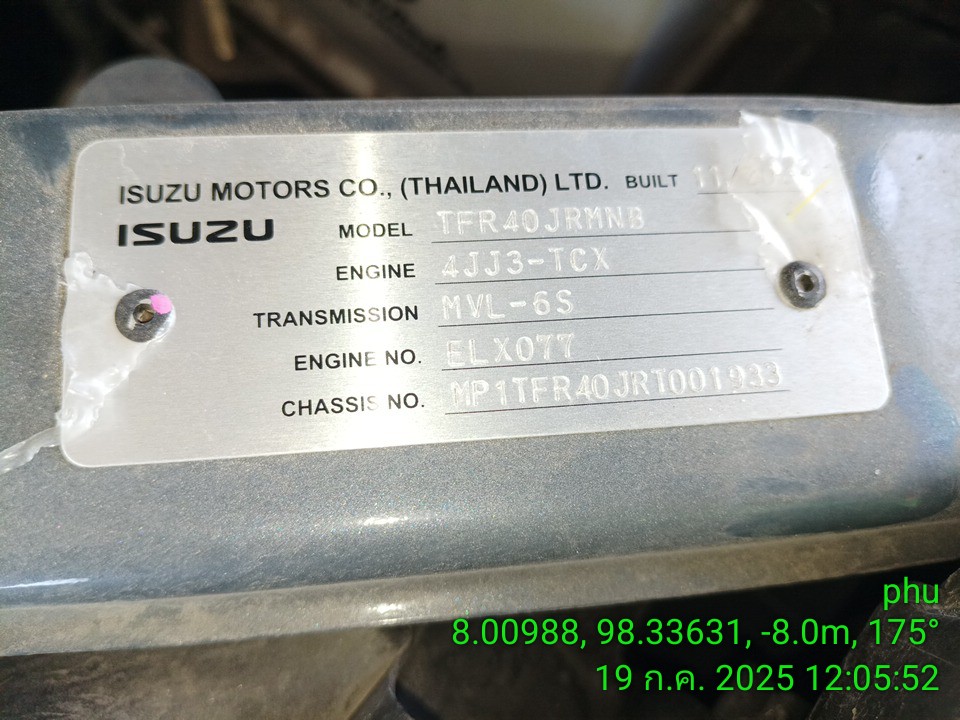 ISUZU MOTORS CO., (THAILAND) LTD. BUILT
ISUZU MODEL TFR40JRMNB
ENGINE 4JJ3-TCX
TRANSMISSION MVL-6S
ENGINE NO. ELX077
CHASSIS NO. MP1TFR40JRT001933
phu
8.00988, 98.33631, -8.0m, 175°
19 ก.ค. 2025 12:05:52